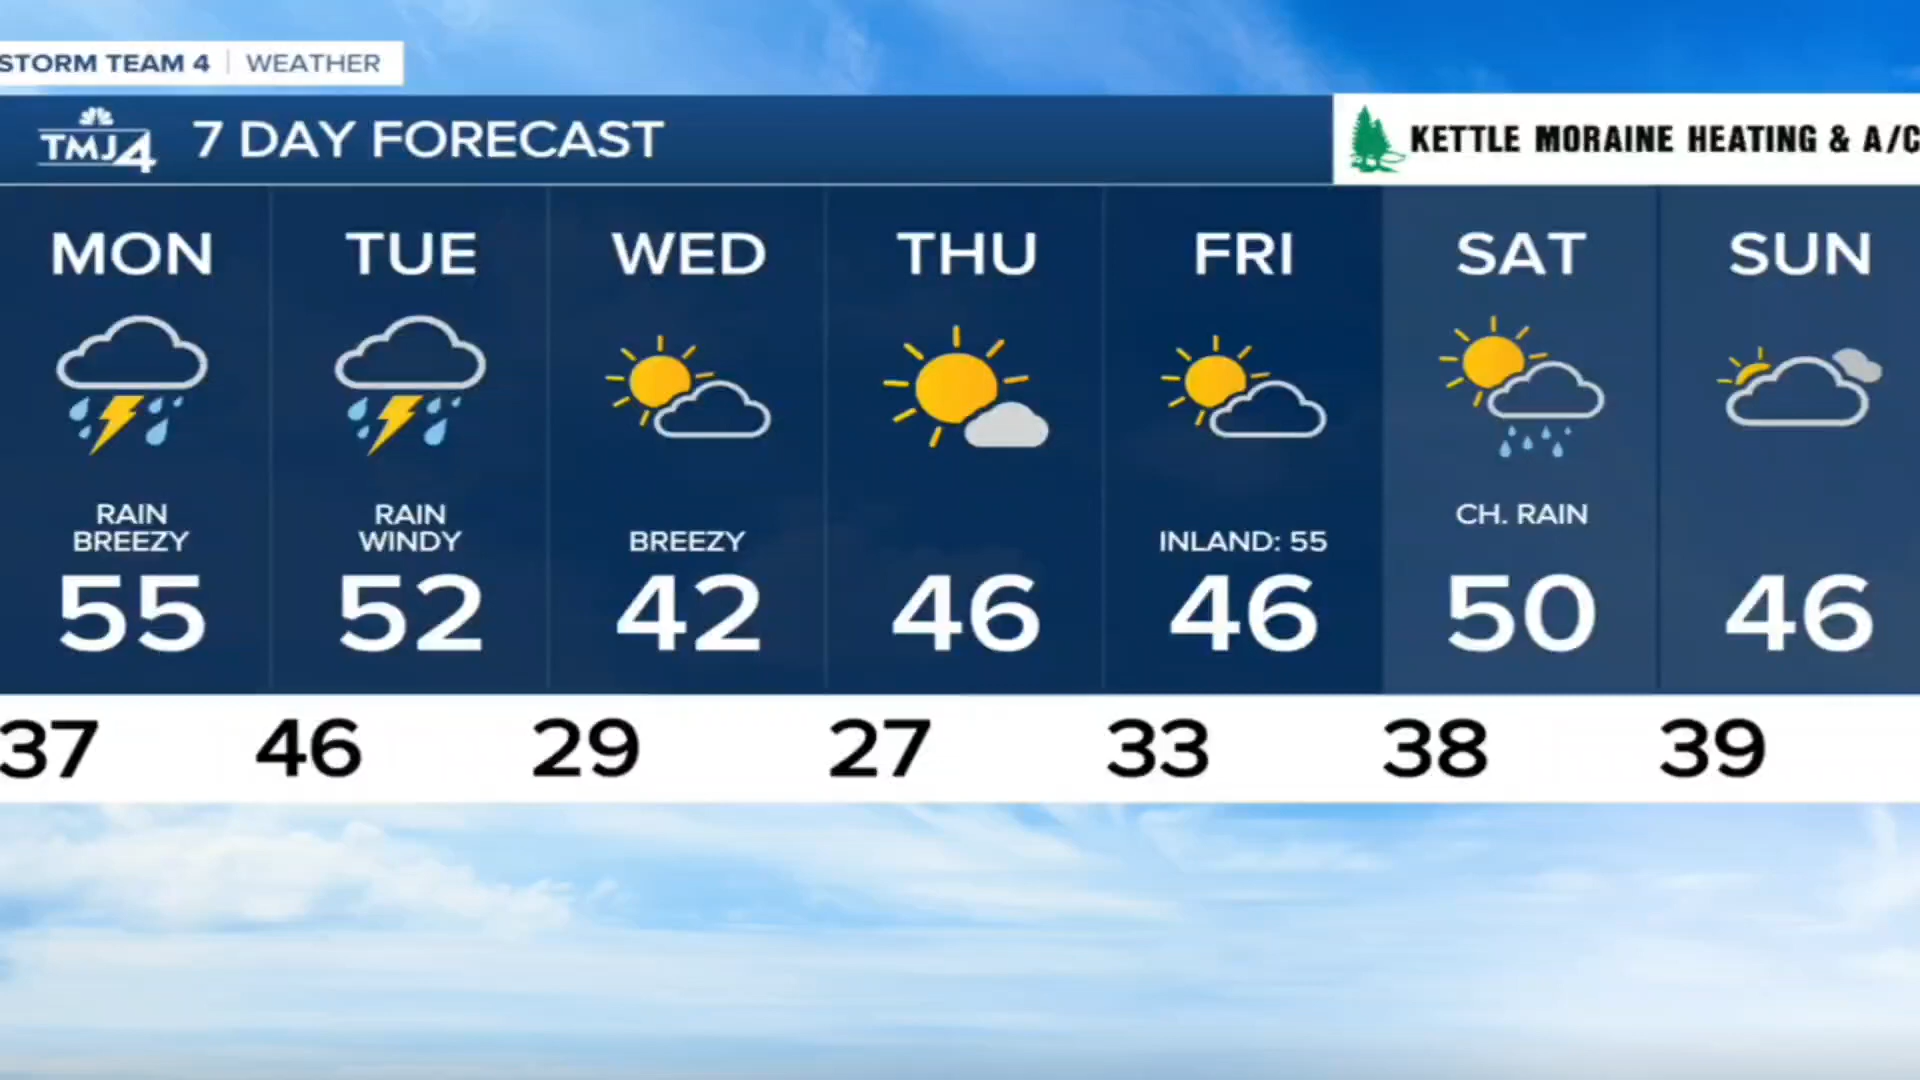 STORM TEAM 4 | WEATHER
TMJ4 7 DAY FORECAST
KETTLE MORAINE HEATING & A/C
MON TUE WED THU FRI SAT SUN
RAIN RAIN CH. RAIN
BREEZY WINDY BREEZY INLAND: 55
55 52 42 46 46 50 46
37 46 29 27 33 38 39